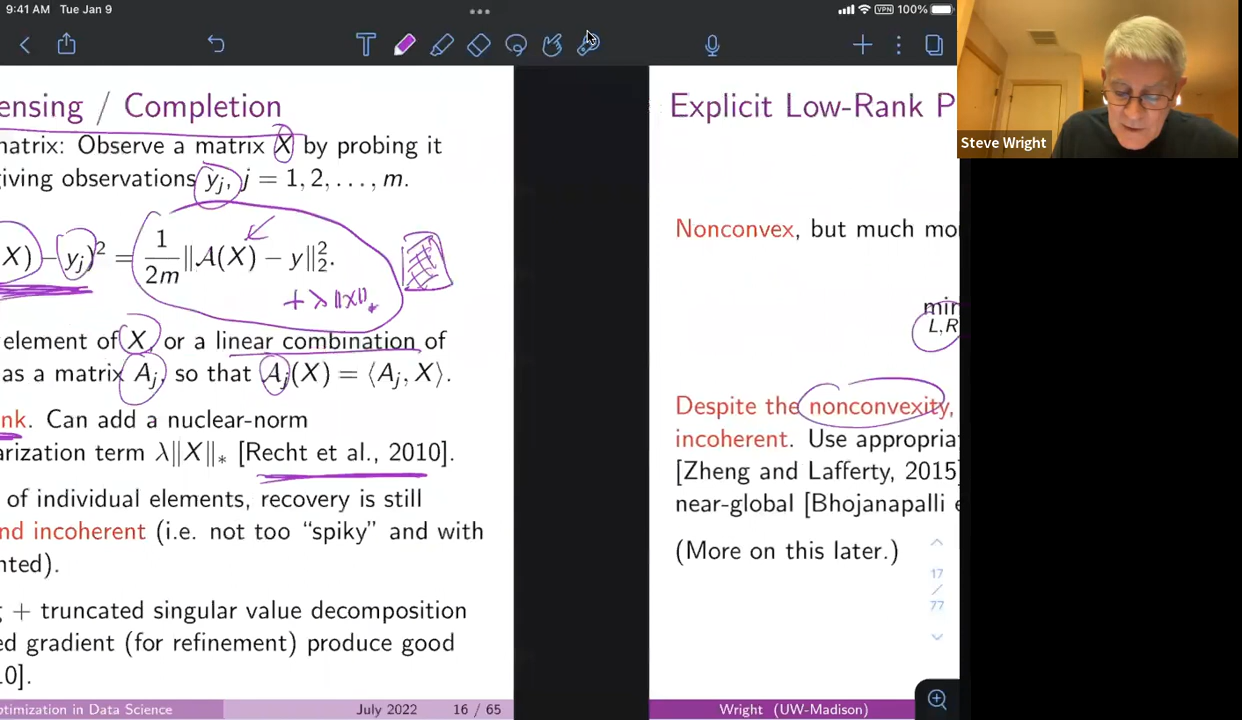 9:41 AM Tue Jan 9
VPN 100%
ensing / Completion
natrix: Observe a matrix X by probing it
giving observations yj, j = 1, 2, . . . , m.
X) − yj)² = 1/2m ‖A(X) − y‖₂².
+ λ ‖X‖*
element of X, or a linear combination of
as a matrix Aj, so that Aj(X) = ⟨Aj, X⟩.
nk. Can add a nuclear-norm
arization term λ‖X‖* [Recht et al., 2010].
of individual elements, recovery is still
nd incoherent (i.e. not too “spiky” and with
nted).
+ truncated singular value decomposition
ed gradient (for refinement) produce good
.0].
ptimization in Data Science
July 2022
16 / 65
Explicit Low-Rank P
Nonconvex, but much mo
min
L,R
Despite the nonconvexity,
incoherent. Use appropria
[Zheng and Lafferty, 2015]
near-global [Bhojanapalli e
(More on this later.)
17
/
77
Wright (UW-Madison)
Steve Wright